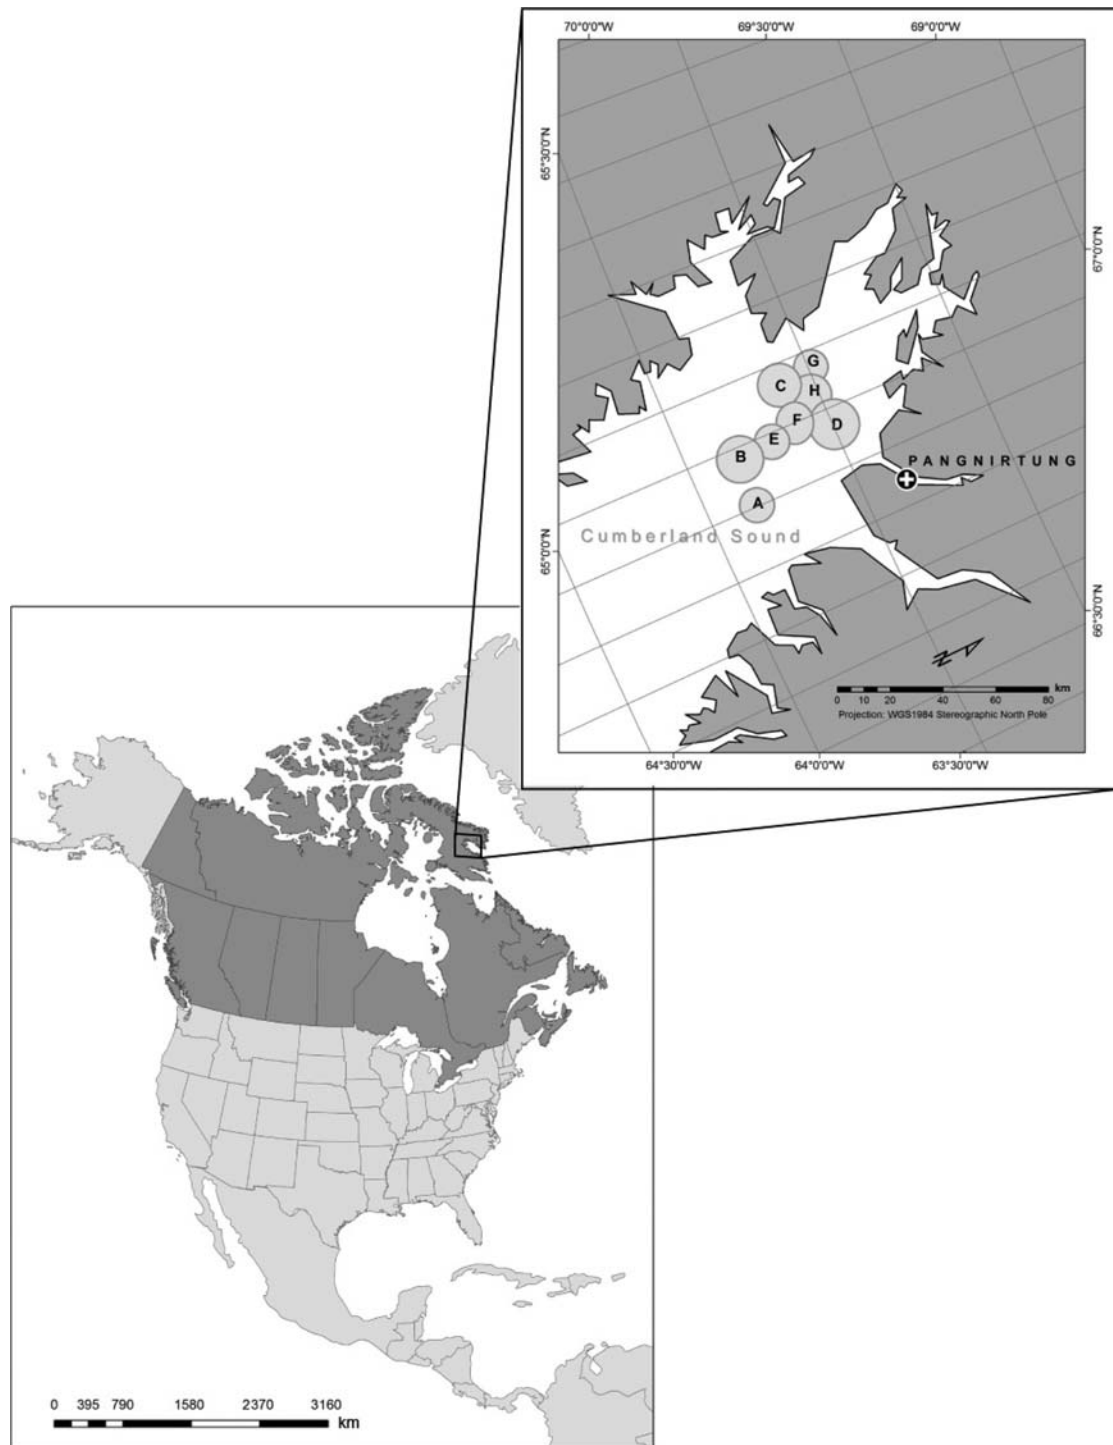 70°0'0"W 69°30'0"W 69°0'0"W
65°30'0"N
67°0'0"N
G
C
H
F
D
E
B
PANGNIRTUNG
A
Cumberland Sound
65°0'0"N
66°30'0"N
N
km
0 5 10 20 40 60 80
Projection: WGS1984 Stereographic North Pole
64°30'0"W 64°0'0"W 63°30'0"W
0 395 790 1580 2370 3160
km